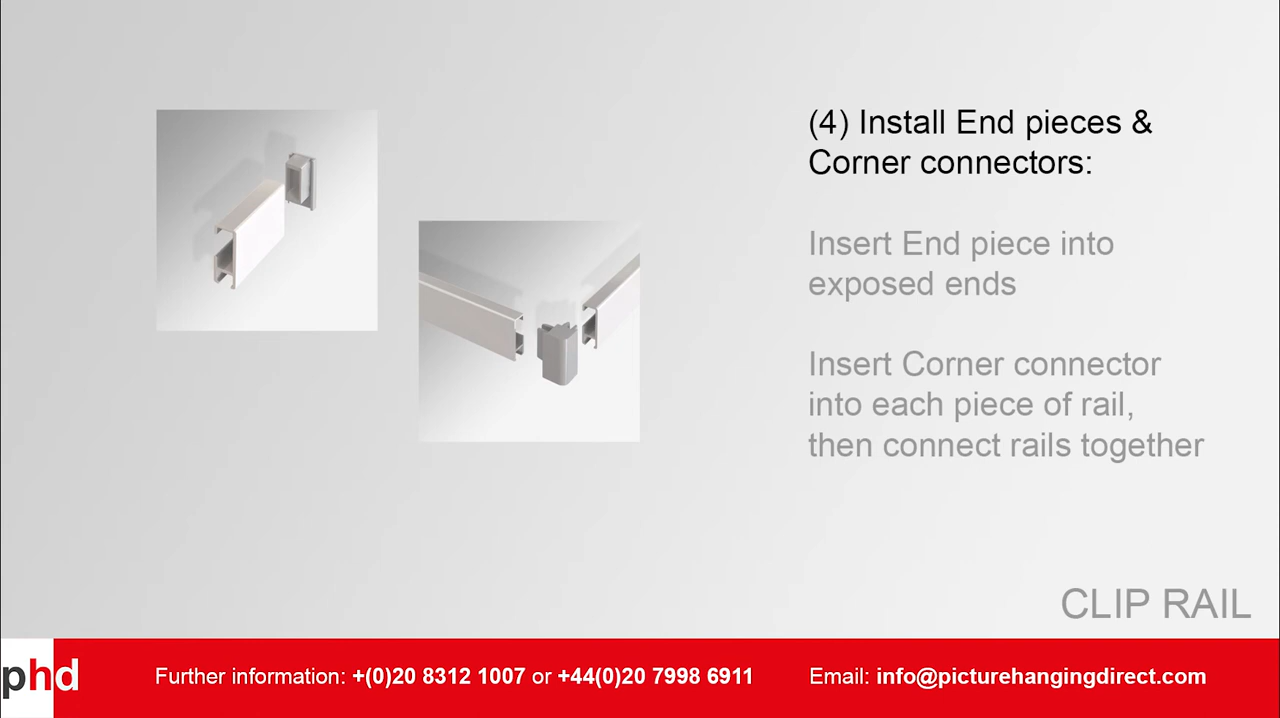 (4) Install End pieces &
Corner connectors:
Insert End piece into
exposed ends
Insert Corner connector
into each piece of rail,
then connect rails together
CLIP RAIL
phd
Further information: +(0)20 8312 1007 or +44(0)20 7998 6911
Email: info@picturehangingdirect.com